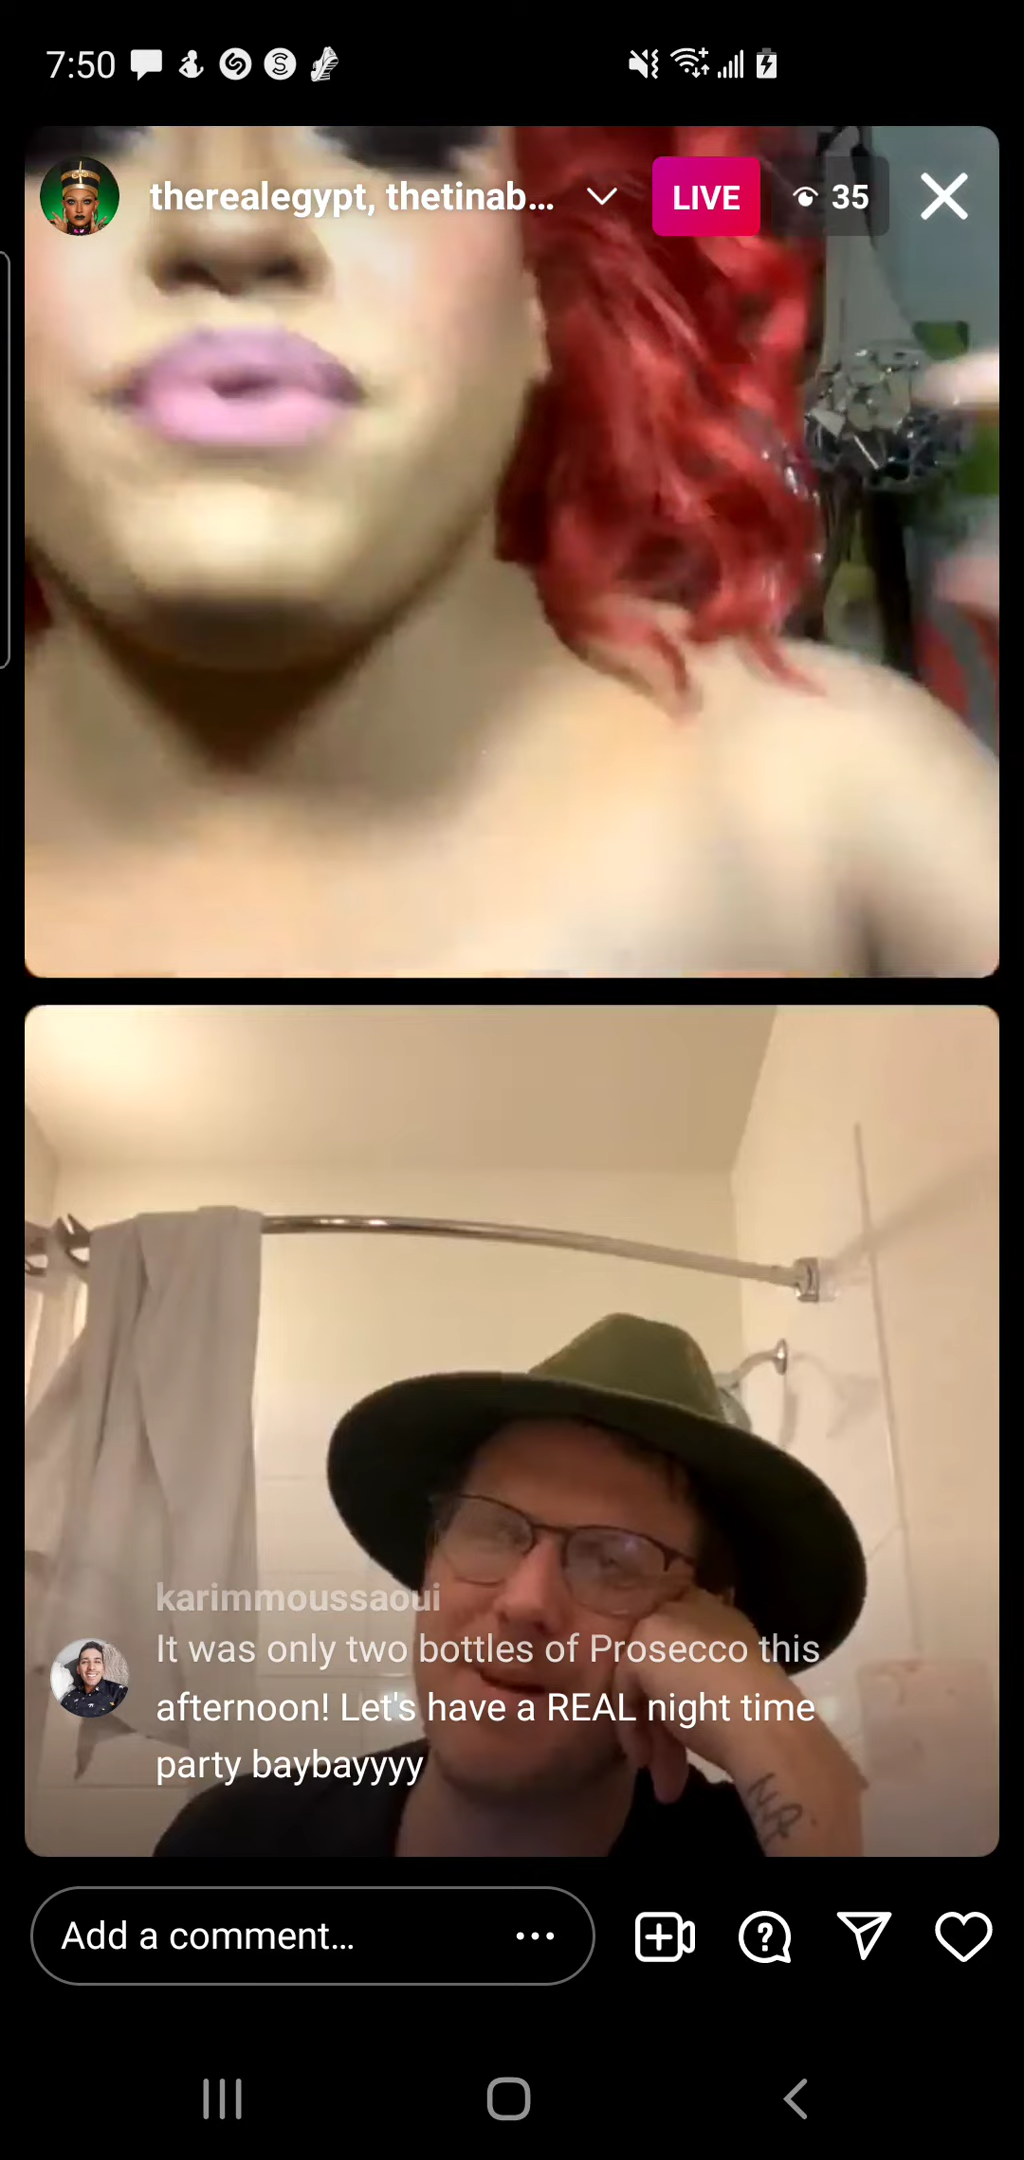 7:50
therealegypt, thetinab...
LIVE
35
karimmoussaoui
It was only two bottles of Prosecco this
afternoon! Let's have a REAL night time
party baybayyyy
Add a comment...